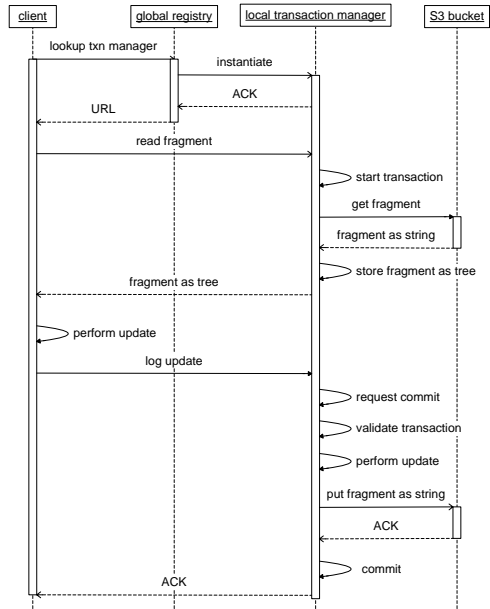 client
global registry
local transaction manager
S3 bucket
lookup txn manager
instantiate
ACK
URL
read fragment
start transaction
get fragment
fragment as string
store fragment as tree
fragment as tree
perform update
log update
request commit
validate transaction
perform update
put fragment as string
ACK
commit
ACK